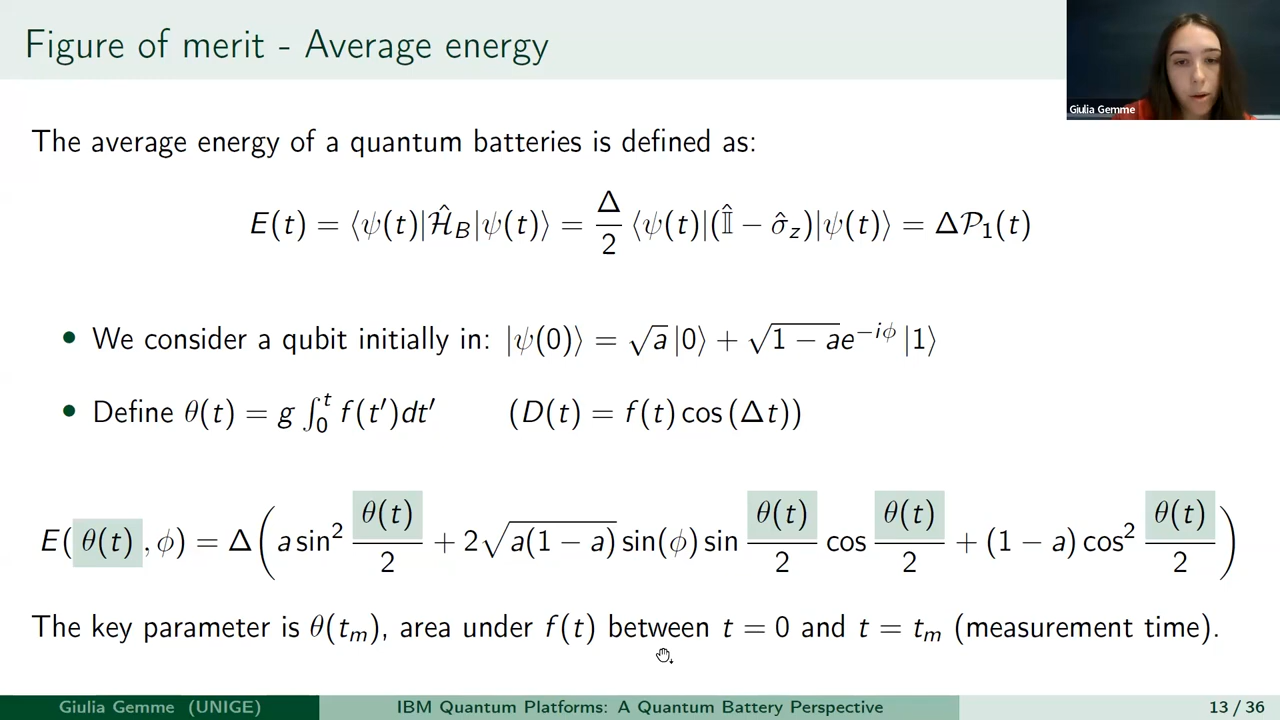 Figure of merit - Average energy
Giulia Gemme
The average energy of a quantum batteries is defined as:
E(t) = ⟨ψ(t)|Ĥ_B|ψ(t)⟩ = Δ/2 ⟨ψ(t)|(𝕀̂ − σ̂_z)|ψ(t)⟩ = Δ𝒫₁(t)
• We consider a qubit initially in: |ψ(0)⟩ = √a |0⟩ + √(1 − a)e^{−iϕ} |1⟩
• Define θ(t) = g ∫₀ᵗ f(t′)dt′ (D(t) = f(t) cos (Δt))
E( θ(t) , ϕ) = Δ( a sin² θ(t)/2 + 2√(a(1 − a)) sin(ϕ) sin θ(t)/2 cos θ(t)/2 + (1 − a) cos² θ(t)/2 )
The key parameter is θ(t_m), area under f(t) between t = 0 and t = t_m (measurement time).
Giulia Gemme (UNIGE) IBM Quantum Platforms: A Quantum Battery Perspective 13 / 36